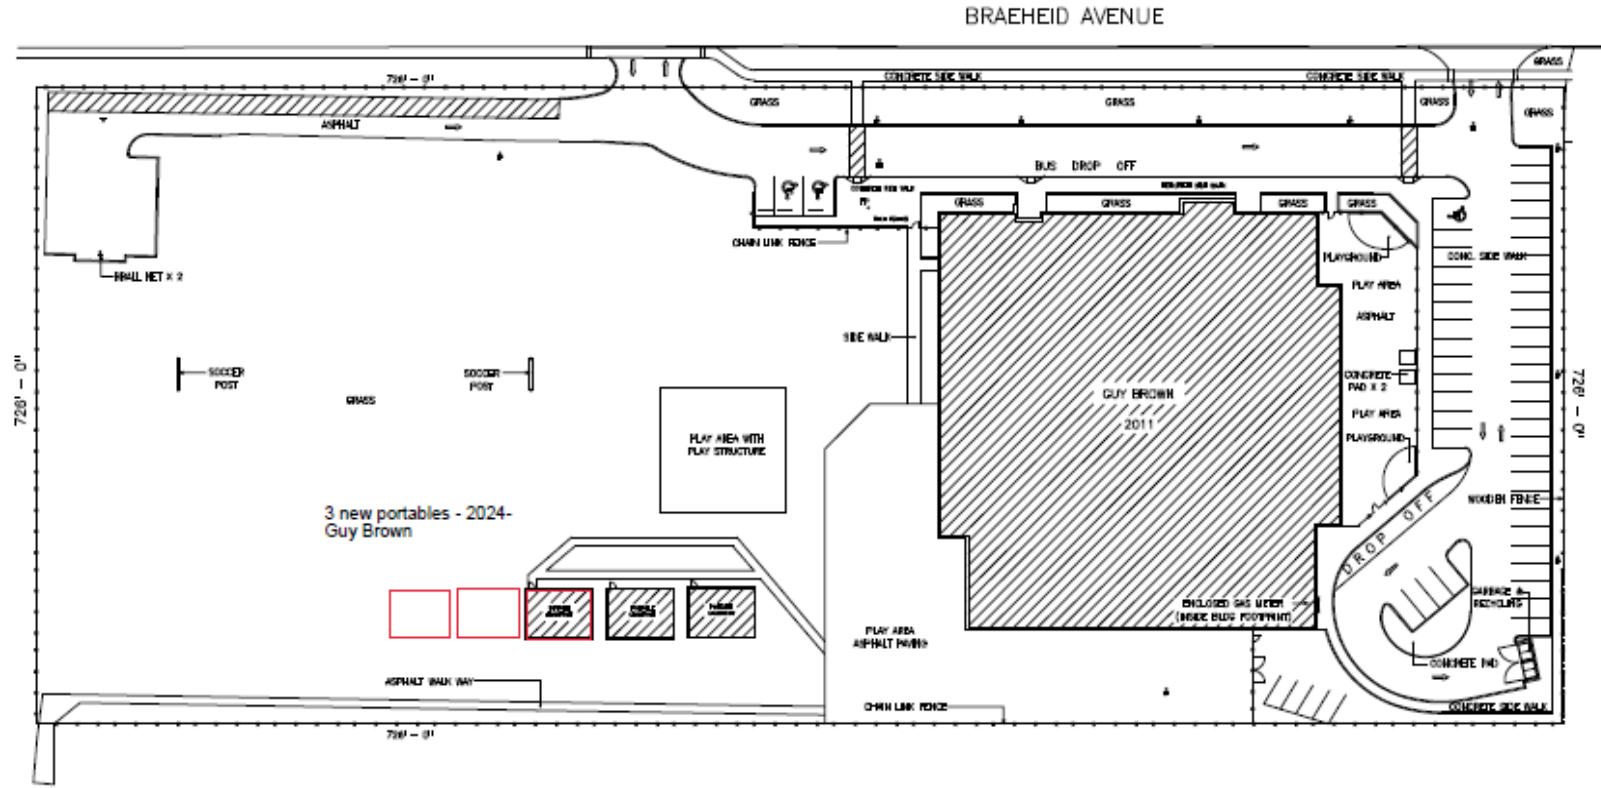 BRAEHEID AVENUE
726' - 0"
CONCRETE SIDE WALK
CONCRETE SIDE WALK
GRASS
GRASS
GRASS
GRASS
GRASS
ASPHALT
BUS DROP OFF
GRASS
GRASS
GRASS
GRASS
CHAIN LINK FENCE
PLAYGROUND
CONC. SIDE WALK
NET X 2
PLAY AREA
ASPHALT
SIDE WALK
SOCCER
POST
SOCCER
POST
CONCRETE
PAD X 2
726' - 0"
726' - 0"
GRASS
GUY BROWN
2011
PLAY AREA
PLAY AREA WITH
PLAY STRUCTURE
PLAYGROUND
WOODEN FENCE
DROP OFF
3 new portables - 2024-
Guy Brown
GARBAGE &
RECYCLING
ENCLOSED GAS METER
(INSIDE BLDG FOOTPRINT)
PLAY AREA
ASPHALT PAVING
CONCRETE PAD
ASPHALT WALK WAY
CHAIN LINK FENCE
CONCRETE SIDE WALK
726' - 0"